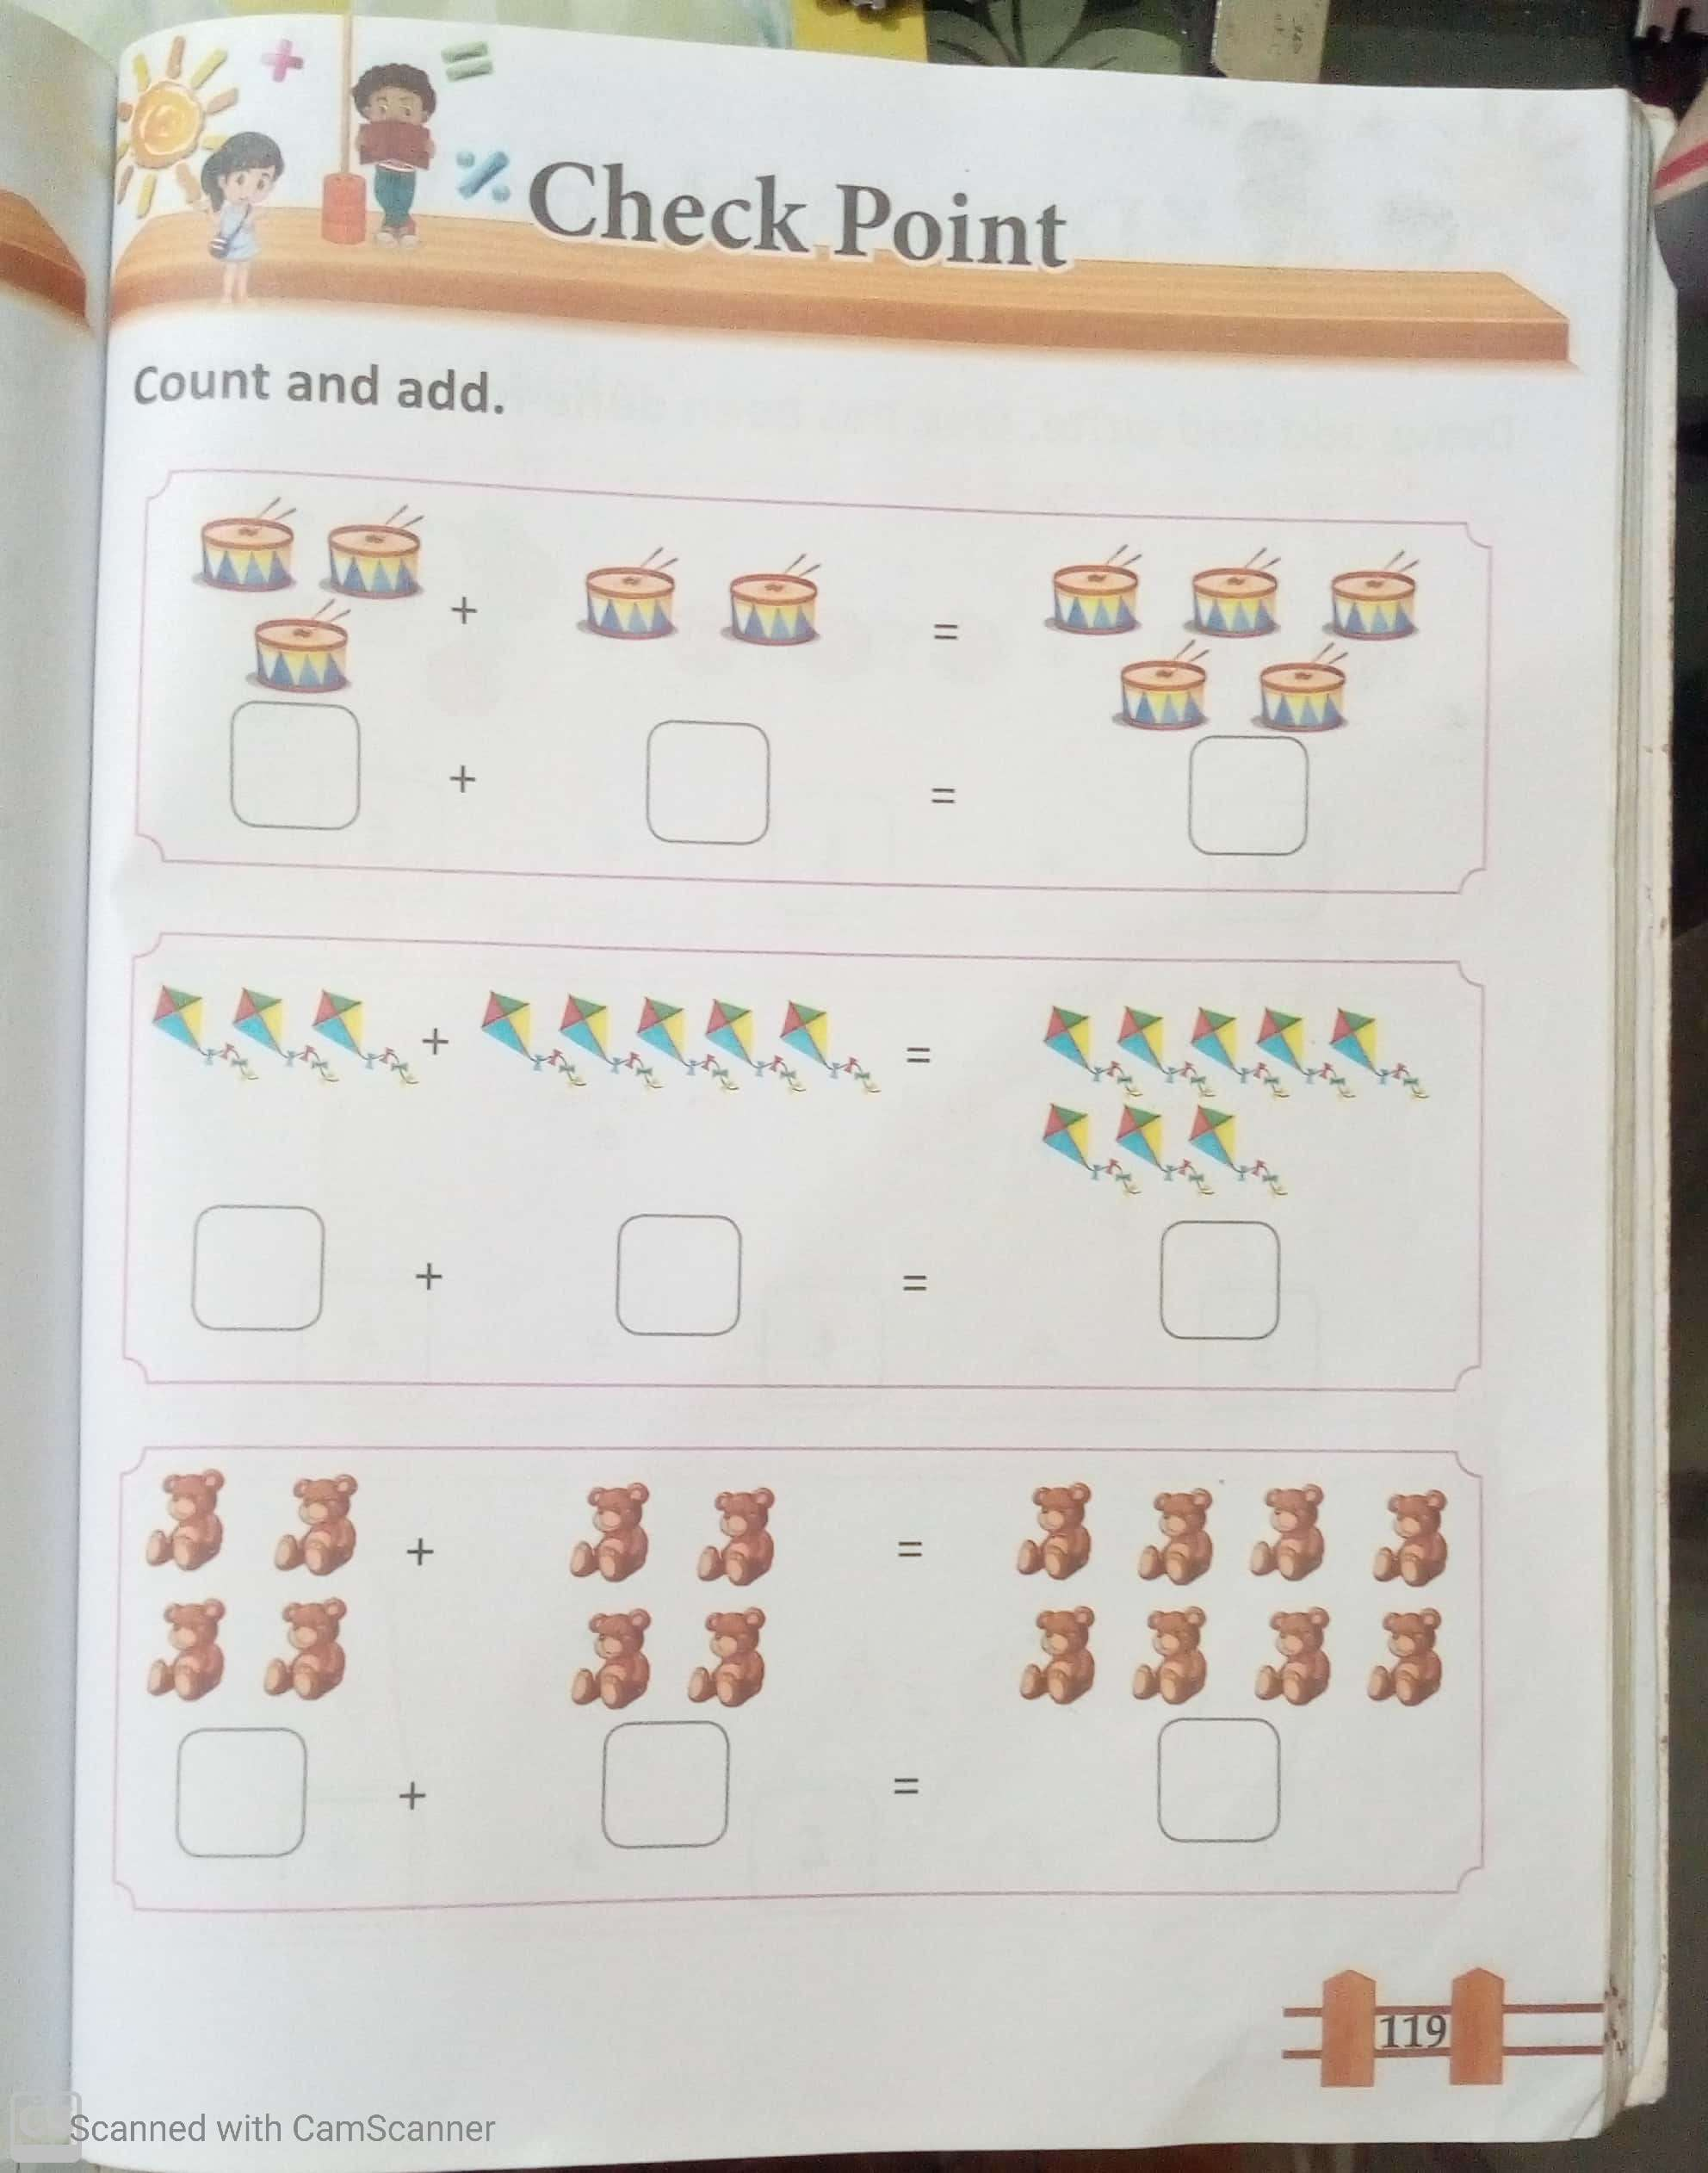 Check Point
Count and add.
+ =
+ =
+ =
+ =
+ =
+ =
119
Scanned with CamScanner